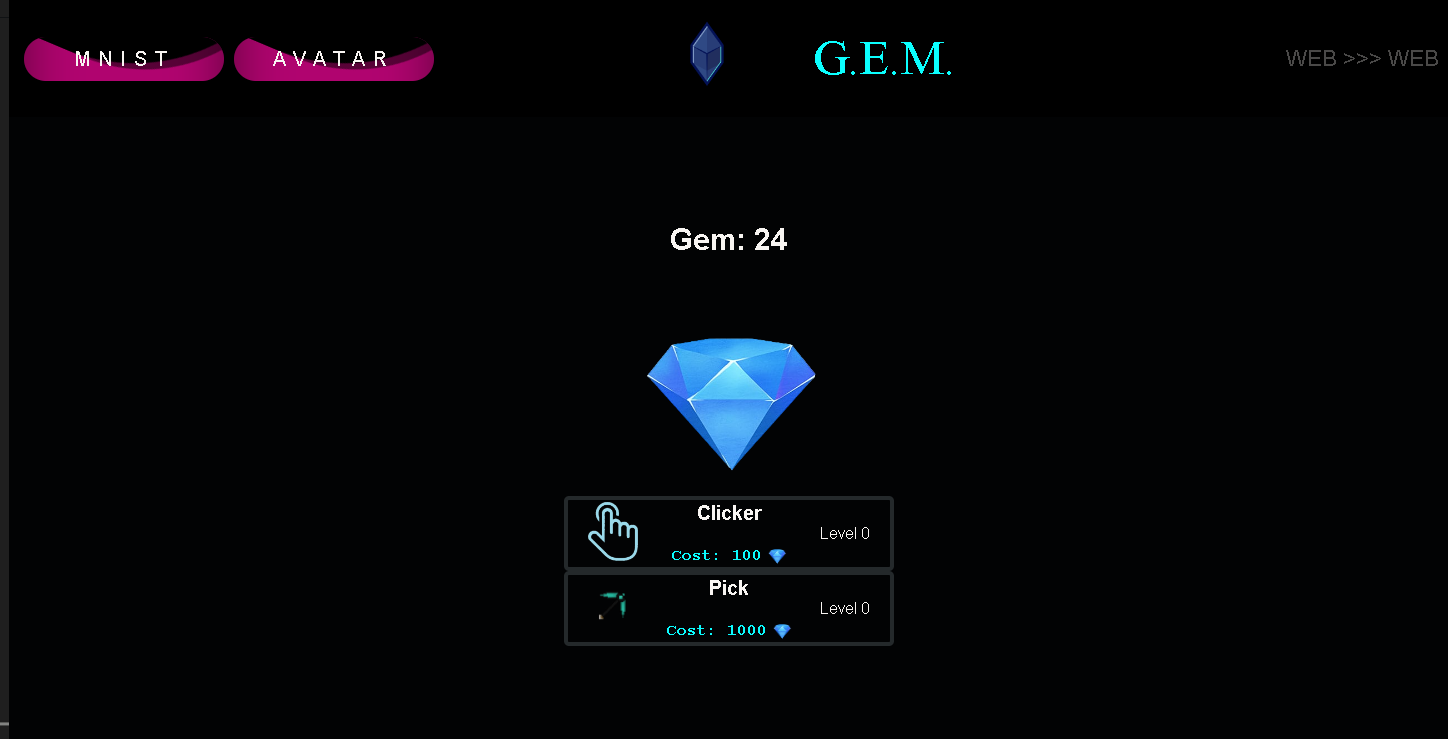 MNIST
AVATAR
G.E.M.
WEB >>> WEB
Gem: 24
Clicker
Level 0
Cost: 100
Pick
Level 0
Cost: 1000